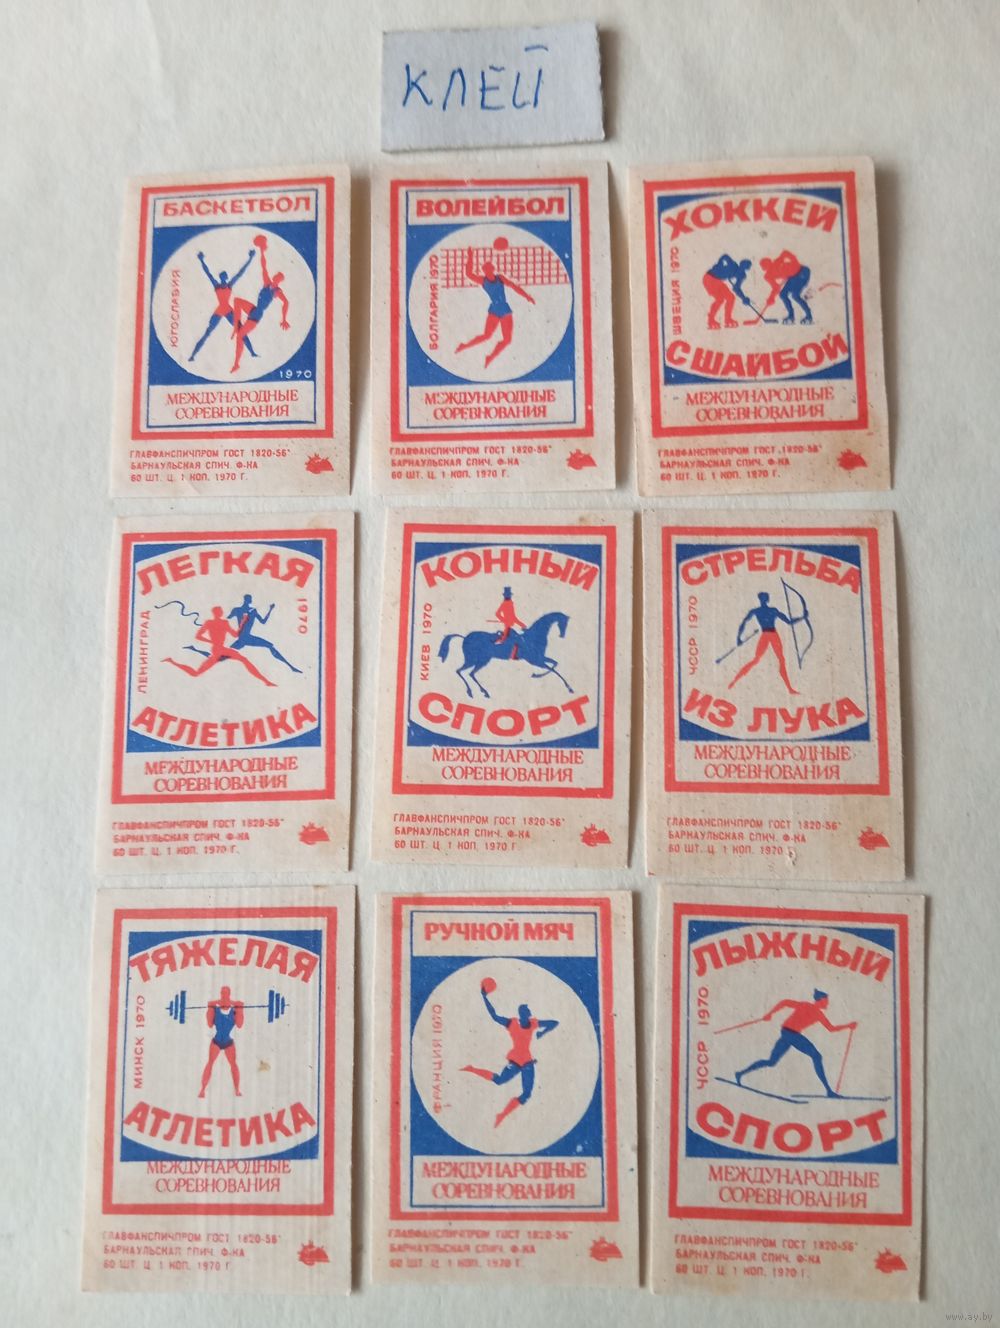 КЛЕЙ
БАСКЕТБОЛ
ЮГОСЛАВИЯ
1970
МЕЖДУНАРОДНЫЕ
СОРЕВНОВАНИЯ
ГЛАВФАНСПИЧПРОМ ГОСТ 1820-56*
БАРНАУЛЬСКАЯ СПИЧ. Ф-КА
60 ШТ. Ц. 1 КОП. 1970 Г.
ВОЛЕЙБОЛ
БОЛГАРИЯ 1970
МЕЖДУНАРОДНЫЕ
СОРЕВНОВАНИЯ
ГЛАВФАНСПИЧПРОМ ГОСТ 1820-56*
БАРНАУЛЬСКАЯ СПИЧ. Ф-КА
60 ШТ. Ц. 1 КОП. 1970 Г.
ХОККЕЙ
ШВЕЦИЯ 1970
С ШАЙБОЙ
МЕЖДУНАРОДНЫЕ
СОРЕВНОВАНИЯ
ГЛАВФАНСПИЧПРОМ ГОСТ 1820-56*
БАРНАУЛЬСКАЯ СПИЧ. Ф-КА
60 ШТ. Ц. 1 КОП. 1970 Г.
ЛЕГКАЯ
ЛЕНИНГРАД
1970
АТЛЕТИКА
МЕЖДУНАРОДНЫЕ
СОРЕВНОВАНИЯ
ГЛАВФАНСПИЧПРОМ ГОСТ 1820-56*
БАРНАУЛЬСКАЯ СПИЧ. Ф-КА
60 ШТ. Ц. 1 КОП. 1970 Г.
КОННЫЙ
КИЕВ 1970
СПОРТ
МЕЖДУНАРОДНЫЕ
СОРЕВНОВАНИЯ
ГЛАВФАНСПИЧПРОМ ГОСТ 1820-56*
БАРНАУЛЬСКАЯ СПИЧ. Ф-КА
60 ШТ. Ц. 1 КОП. 1970 Г
СТРЕЛЬБА
ЧССР 1970
ИЗ ЛУКА
МЕЖДУНАРОДНЫЕ
СОРЕВНОВАНИЯ
ГЛАВФАНСПИЧПРОМ ГОСТ 1820-56*
БАРНАУЛЬСКАЯ СПИЧ. Ф-КА
60 ШТ. Ц. 1 КОП. 1970 Г.
ТЯЖЕЛАЯ
МИНСК 1970
АТЛЕТИКА
МЕЖДУНАРОДНЫЕ
СОРЕВНОВАНИЯ
ГЛАВФАНСПИЧПРОМ ГОСТ 1820-56*
БАРНАУЛЬСКАЯ СПИЧ. Ф-КА
60 ШТ. Ц. 1 КОП. 1970 Г
РУЧНОЙ МЯЧ
ФРАНЦИЯ 1970
МЕЖДУНАРОДНЫЕ
СОРЕВНОВАНИЯ
ГЛАВФАНСПИЧПРОМ ГОСТ 1820-56*
БАРНАУЛЬСКАЯ СПИЧ. Ф-КА
60 ШТ. Ц. 1 КОП. 1970 Г.
ЛЫЖНЫЙ
ЧССР 1970
СПОРТ
МЕЖДУНАРОДНЫЕ
СОРЕВНОВАНИЯ
ГЛАВФАНСПИЧПРОМ ГОСТ 1820-56*
БАРНАУЛЬСКАЯ СПИЧ. Ф-КА
60 ШТ. Ц. 1 КОП. 1970 Г.
www.ay.by